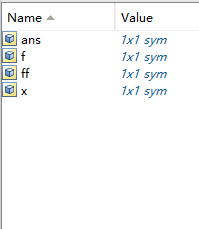 Name Value
ans 1x1 sym
f 1x1 sym
ff 1x1 sym
x 1x1 sym